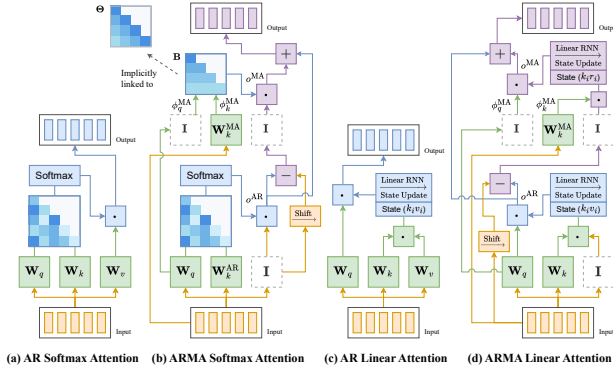 Θ
Implicitly
linked to
B
Output
+
o^MA
·
ϕ_q^MA
ϕ_k^MA
I
W_k^MA
I
Output
Softmax
·
W_q
W_k
W_v
Input
(a) AR Softmax Attention
Softmax
−
o^AR
·
Shift
W_q
W_k^AR
I
Input
(b) ARMA Softmax Attention
Output
·
Linear RNN
State Update
State (k_i v_i)
·
W_q
W_k
W_v
Input
(c) AR Linear Attention
Output
+
Linear RNN
State Update
State (k_i r_i)
o^MA
·
ϕ_q^MA
ϕ_k^MA
·
I
W_k^MA
I
−
o^AR
·
Linear RNN
State Update
State (k_i v_i)
Shift
·
W_q
W_k
I
Input
(d) ARMA Linear Attention